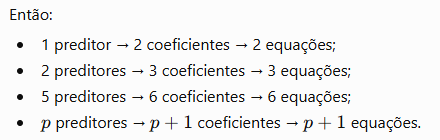 Então:
• 1 preditor → 2 coeficientes → 2 equações;
• 2 preditores → 3 coeficientes → 3 equações;
• 5 preditores → 6 coeficientes → 6 equações;
• p preditores → p + 1 coeficientes → p + 1 equações.